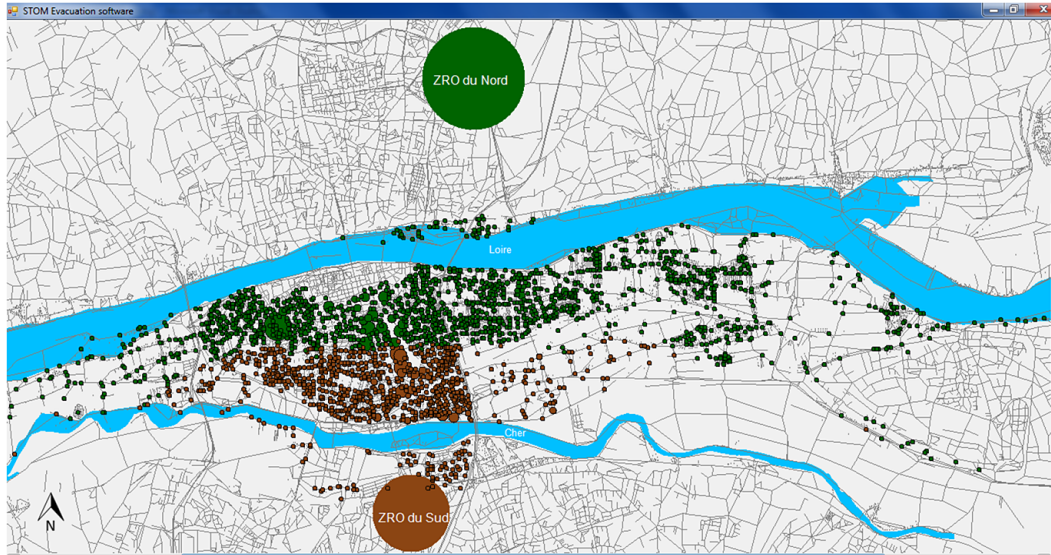 STOM Evacuation software
ZRO du Nord
Loire
Cher
ZRO du Sud
N